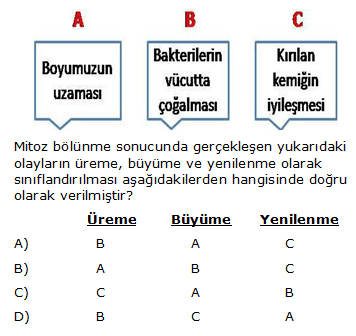 A B C
Boyumuzun
uzaması
Bakterilerin
vücutta
çoğalması
Kırılan
kemiğin
iyileşmesi
Mitoz bölünme sonucunda gerçekleşen yukarıdaki
olayların üreme, büyüme ve yenilenme olarak
sınıflandırılması aşağıdakilerden hangisinde doğru
olarak verilmiştir?
Üreme Büyüme Yenilenme
A) B A C
B) A B C
C) C A B
D) B C A